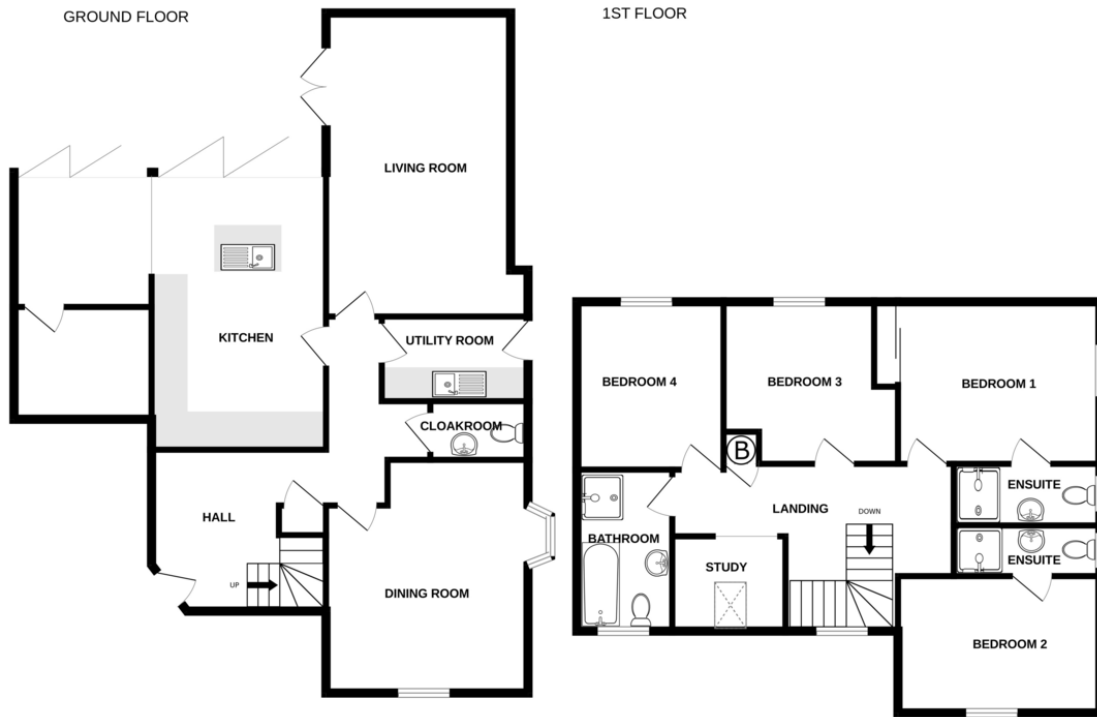 GROUND FLOOR
1ST FLOOR
LIVING ROOM
KITCHEN
UTILITY ROOM
CLOAKROOM
HALL
UP
DINING ROOM
BEDROOM 4
BEDROOM 3
BEDROOM 1
B
LANDING
DOWN
ENSUITE
BATHROOM
ENSUITE
STUDY
BEDROOM 2